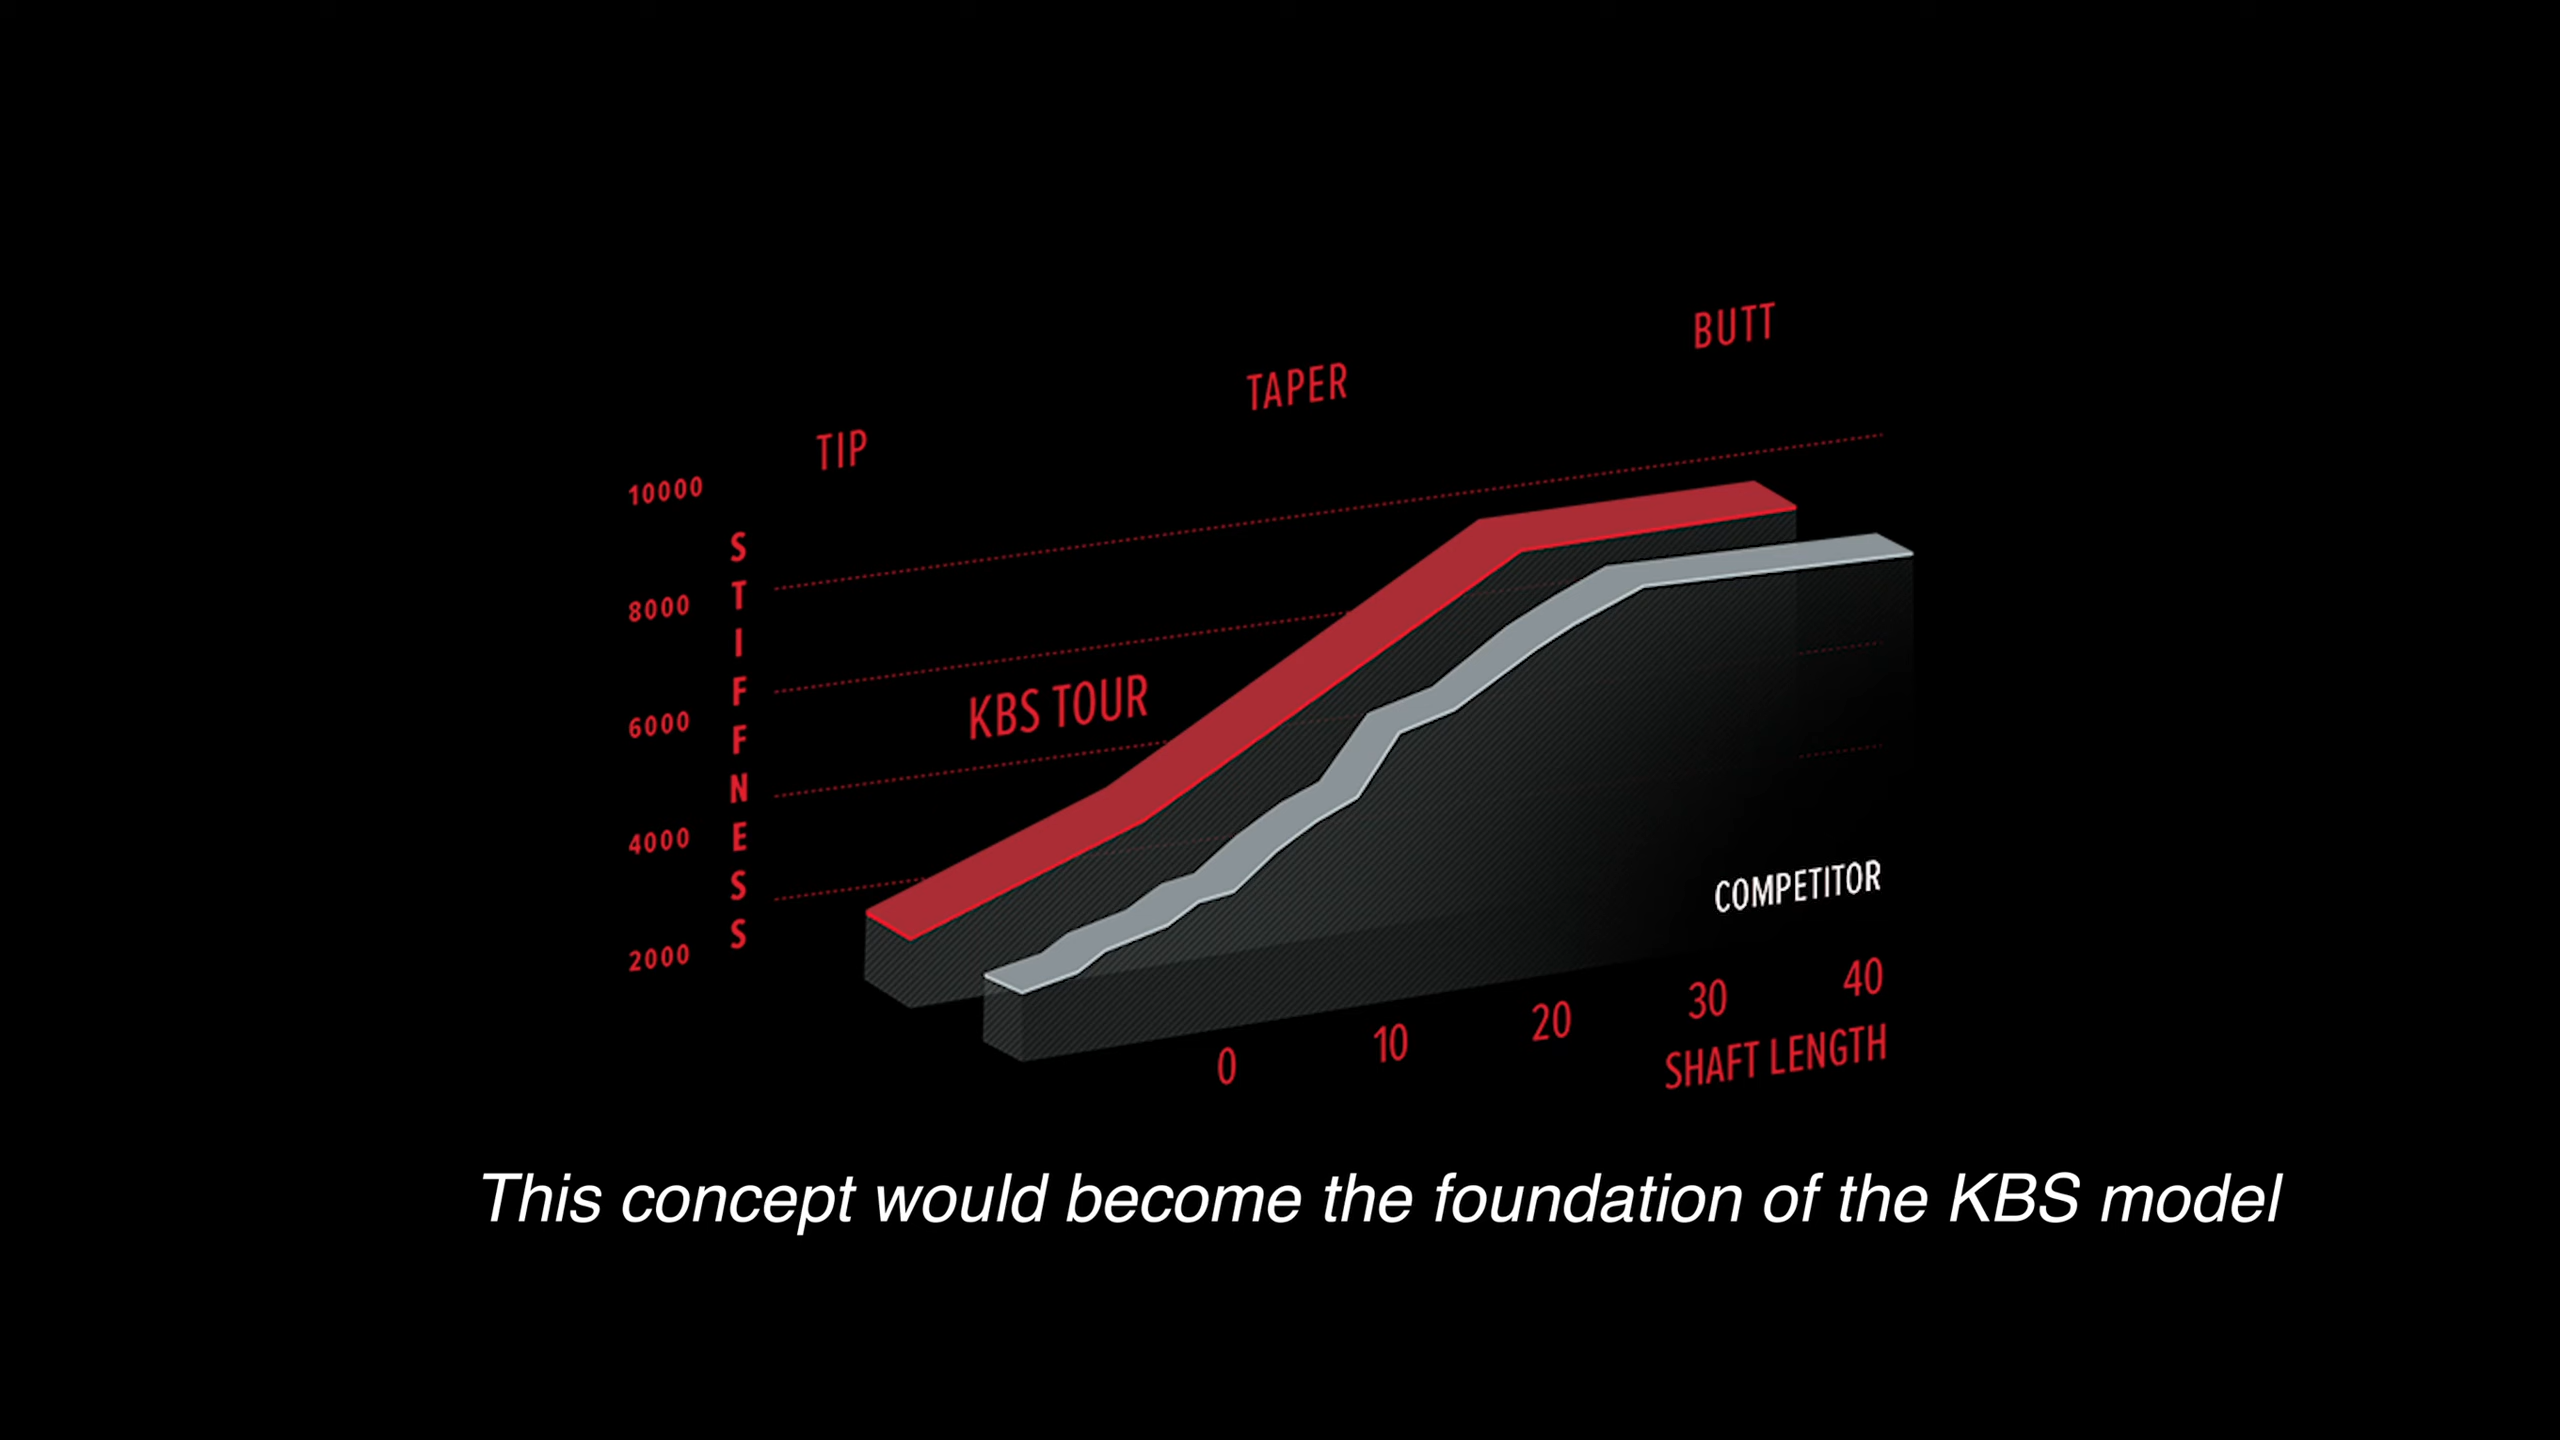 BUTT
TAPER
TIP
10000
8000
6000
4000
2000
STIFFNESS
KBS TOUR
COMPETITOR
0 10 20 30 40
SHAFT LENGTH
This concept would become the foundation of the KBS model